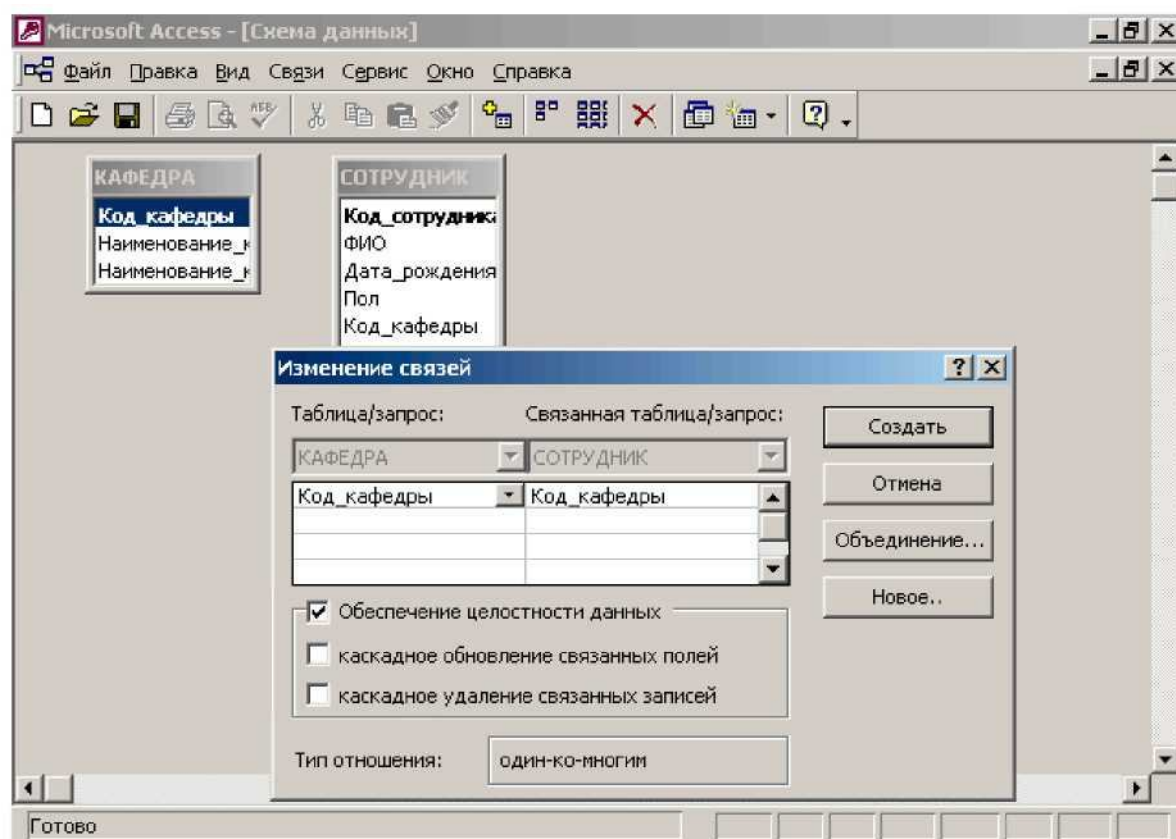 Microsoft Access - [Схема данных]
Файл Правка Вид Связи Сервис Окно Справка
КАФЕДРА
Код_кафедры
Наименование_к
Наименование_к
СОТРУДНИК
Код_сотрудника
ФИО
Дата_рождения
Пол
Код_кафедры
Изменение связей
Таблица/запрос: Связанная таблица/запрос:
КАФЕДРА СОТРУДНИК
Код_кафедры Код_кафедры
Создать
Отмена
Объединение...
Новое..
Обеспечение целостности данных
каскадное обновление связанных полей
каскадное удаление связанных записей
Тип отношения: один-ко-многим
Готово